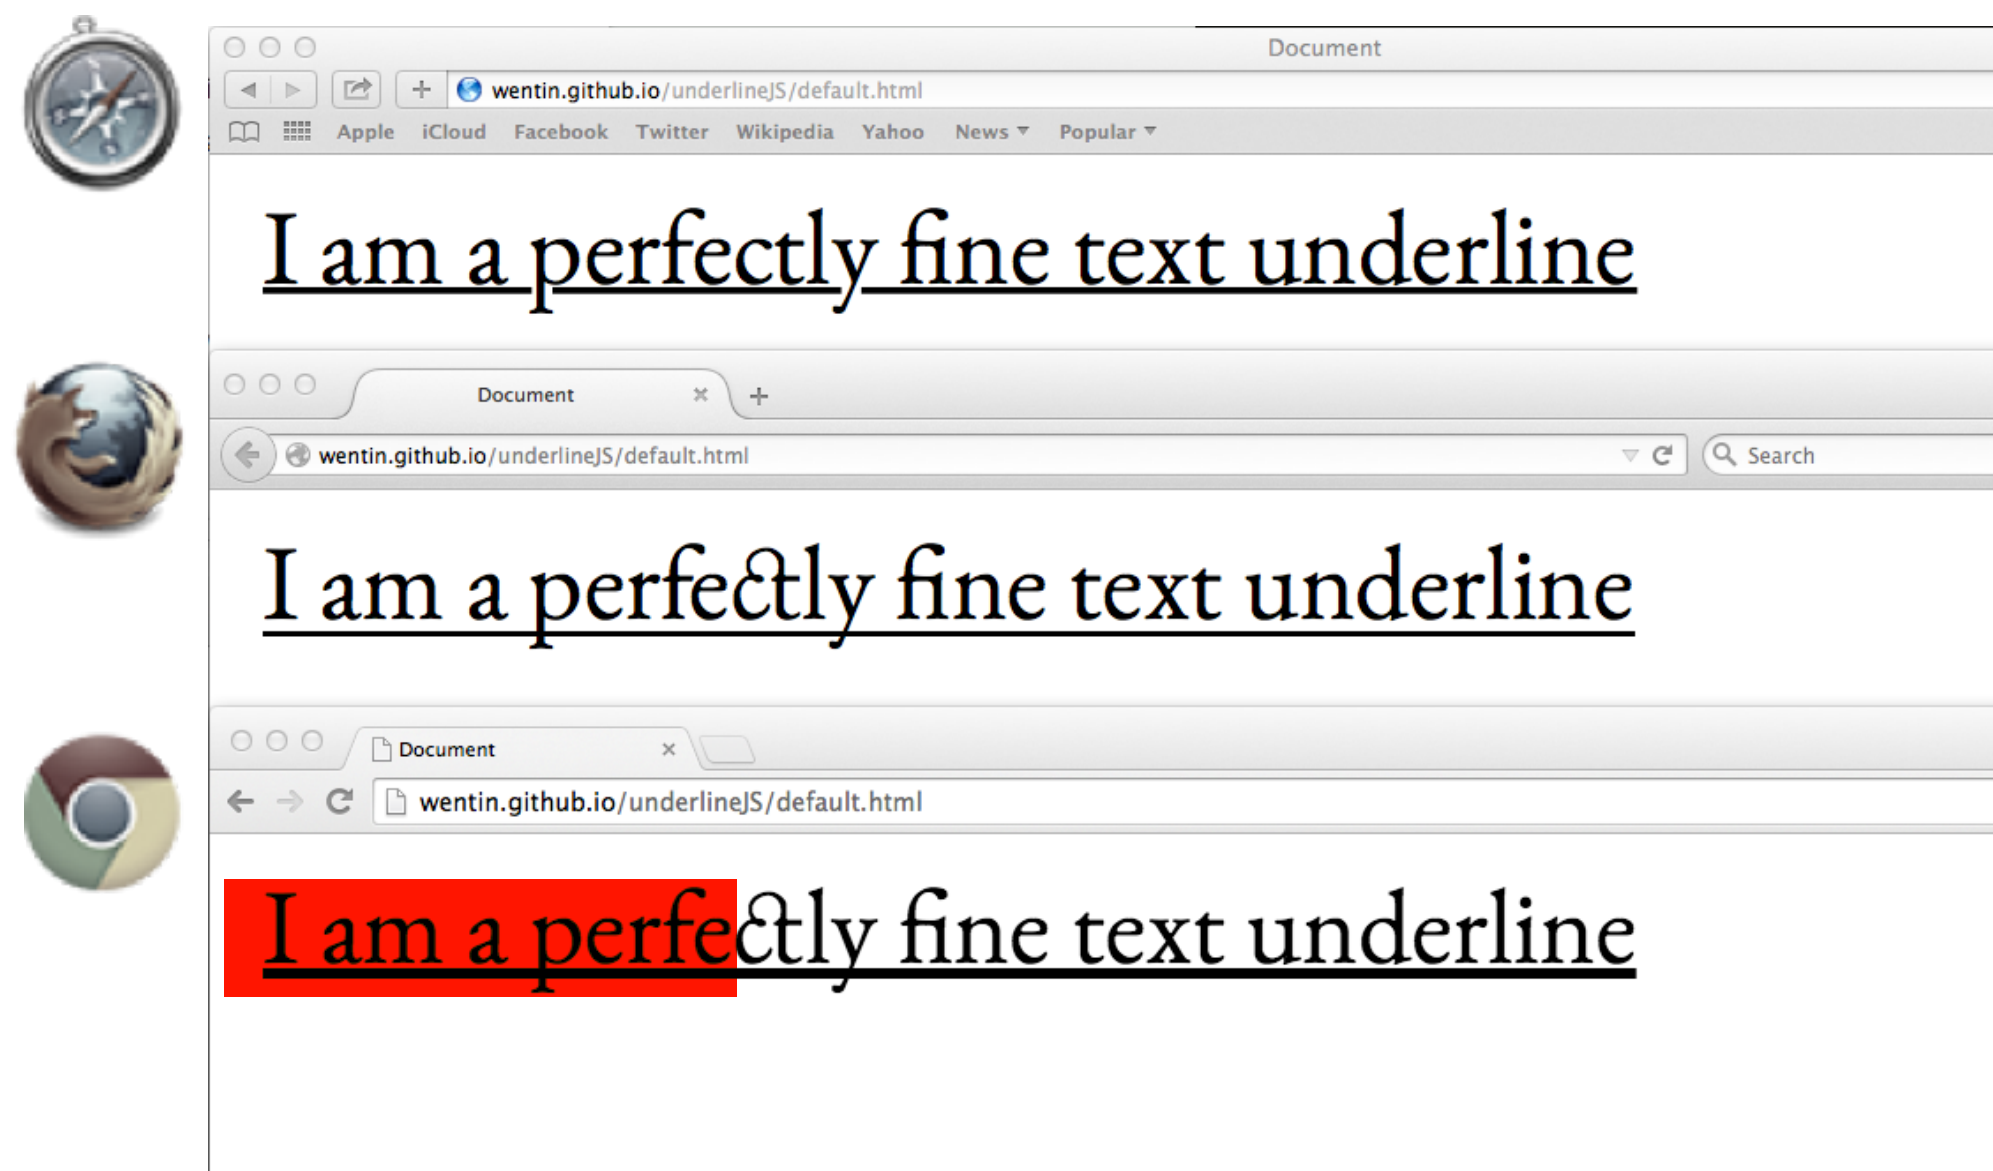 Document
wentin.github.io/underlineJS/default.html
Apple iCloud Facebook Twitter Wikipedia Yahoo News Popular
I am a perfectly fine text underline
Document
wentin.github.io/underlineJS/default.html Search
I am a perfectly fine text underline
Document
wentin.github.io/underlineJS/default.html
I am a perfectly fine text underline